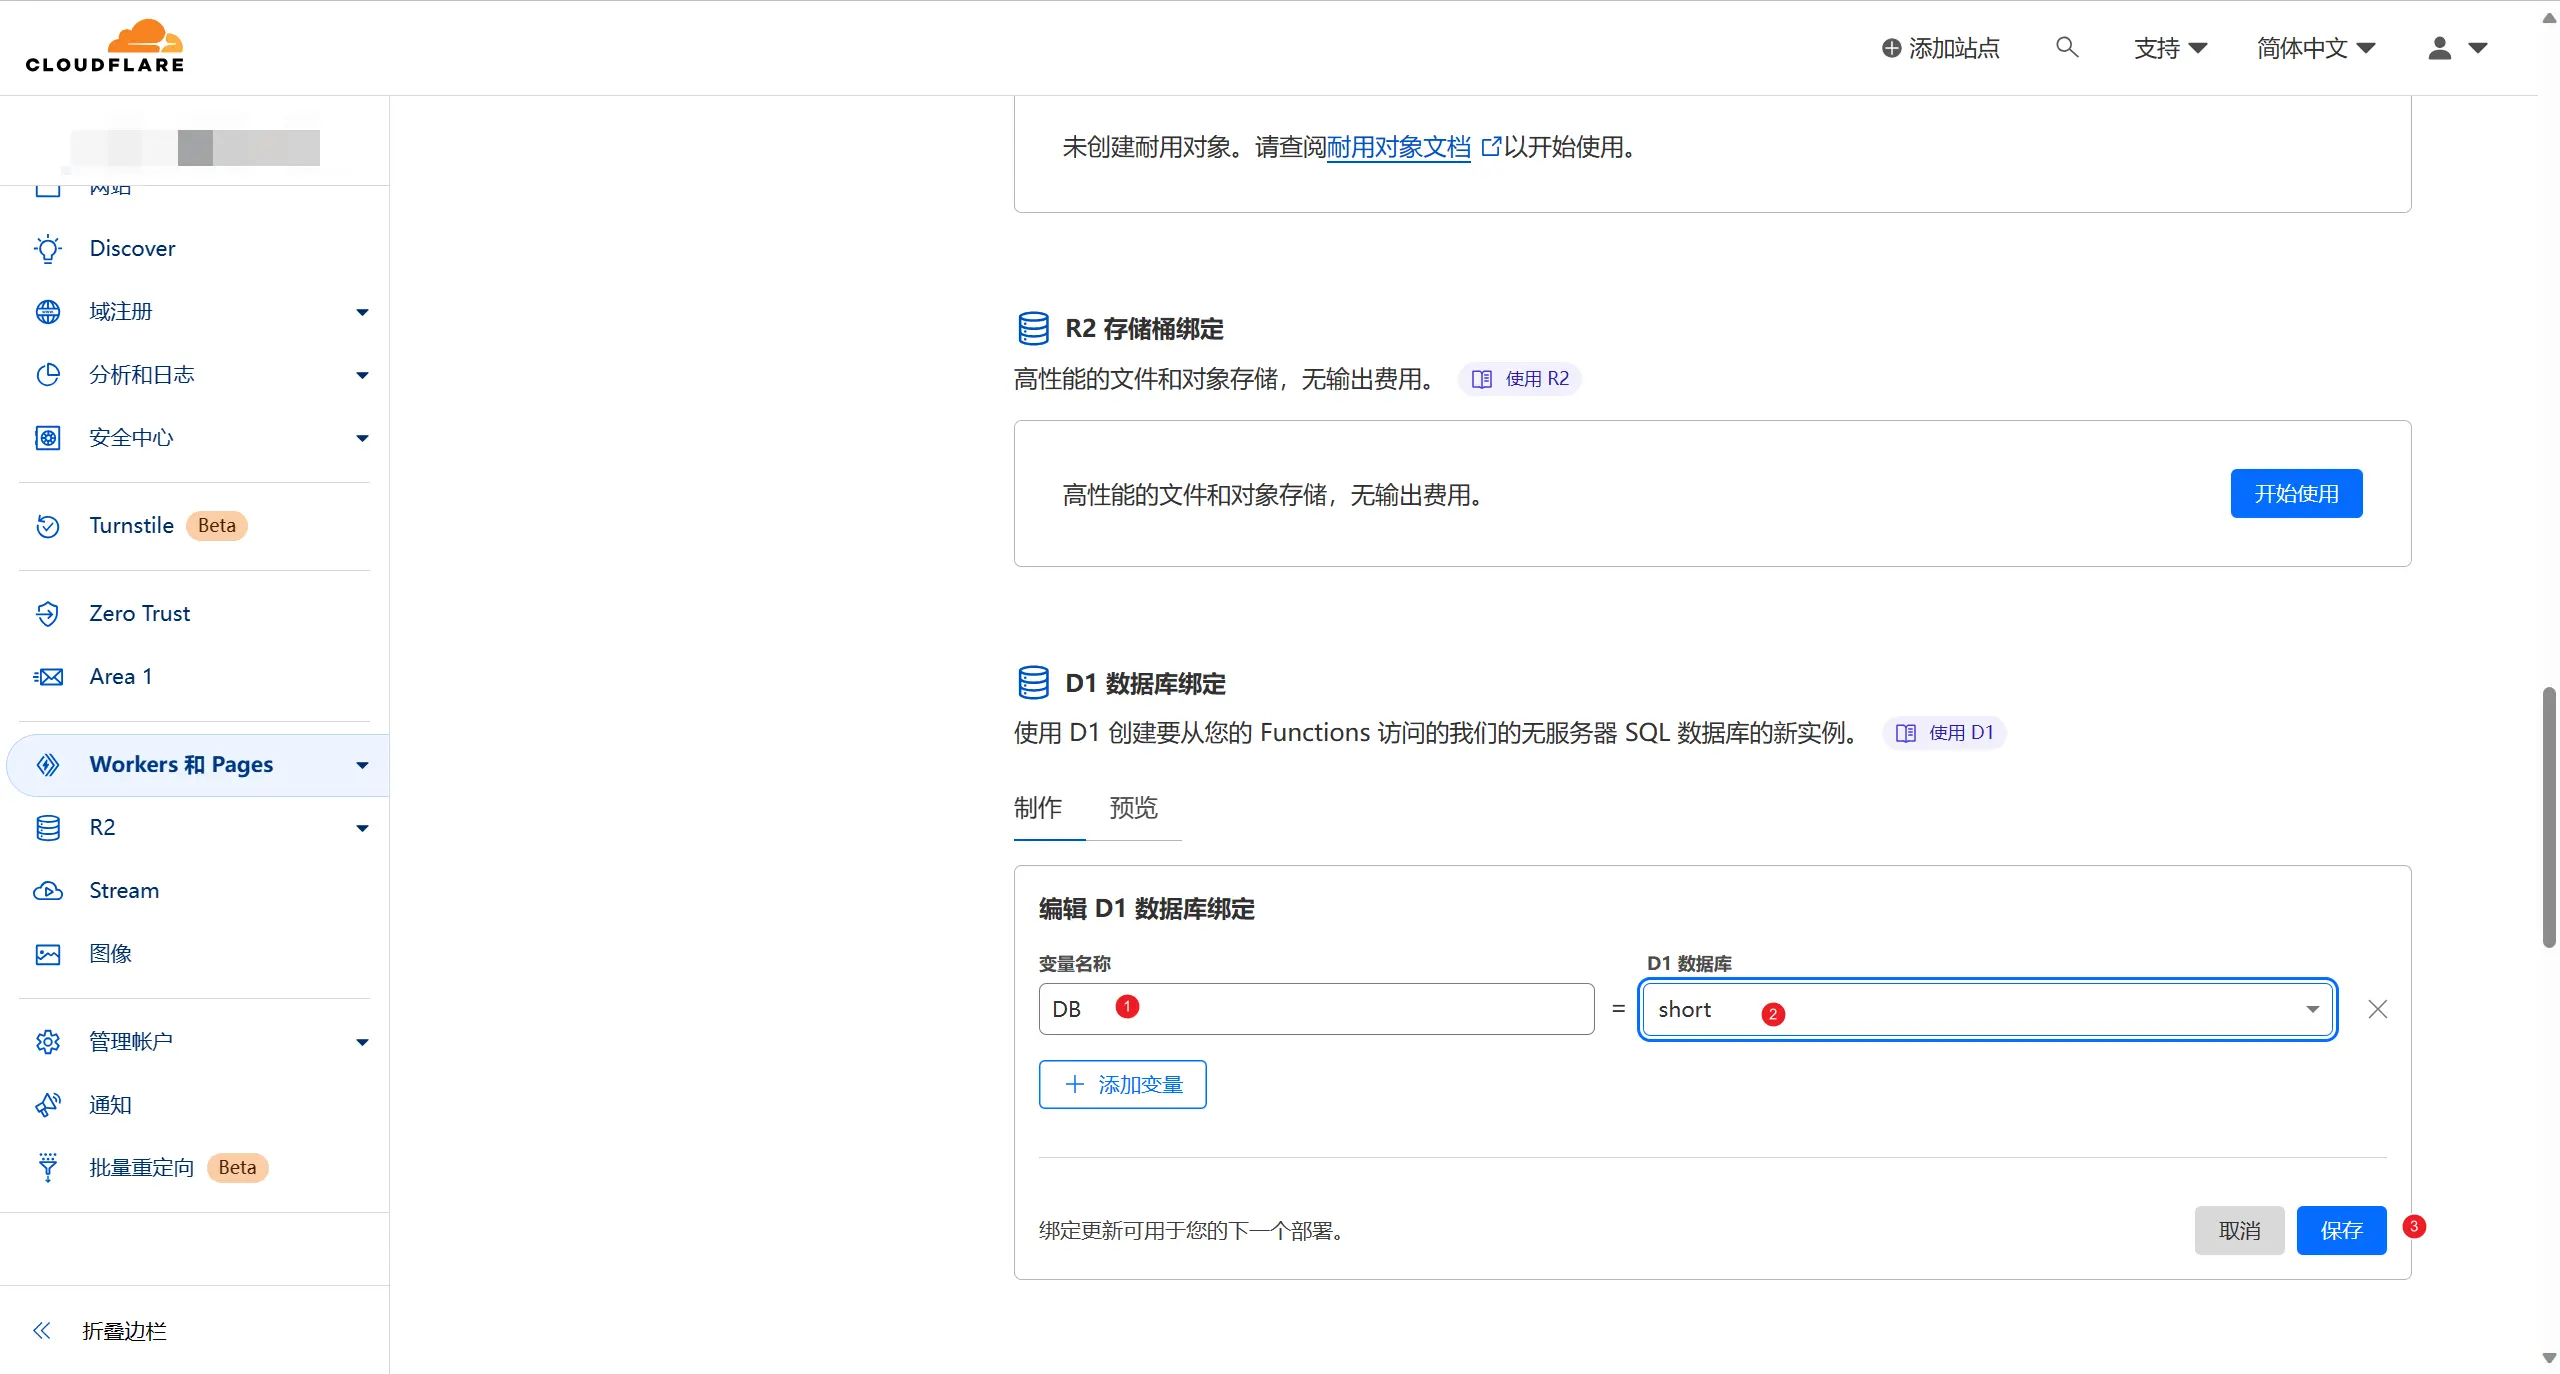 CLOUDFLARE
添加站点
支持
简体中文
网站
Discover
域注册
分析和日志
安全中心
Turnstile Beta
Zero Trust
Area 1
Workers 和 Pages
R2
Stream
图像
管理帐户
通知
批量重定向 Beta
折叠边栏
未创建耐用对象。请查阅耐用对象文档 以开始使用。
R2 存储桶绑定
高性能的文件和对象存储，无输出费用。 使用 R2
高性能的文件和对象存储，无输出费用。
开始使用
D1 数据库绑定
使用 D1 创建要从您的 Functions 访问的我们的无服务器 SQL 数据库的新实例。 使用 D1
制作 预览
编辑 D1 数据库绑定
变量名称 D1 数据库
DB 1 = short 2
添加变量
绑定更新可用于您的下一个部署。
取消 保存 3